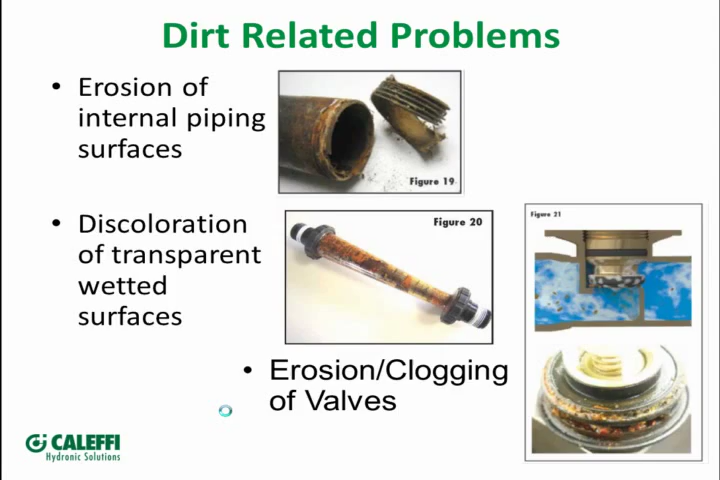 Dirt Related Problems
• Erosion of
internal piping
surfaces
Figure 19
• Discoloration
of transparent
wetted
surfaces
Figure 20
Figure 21
• Erosion/Clogging
of Valves
CALEFFI
Hydronic Solutions